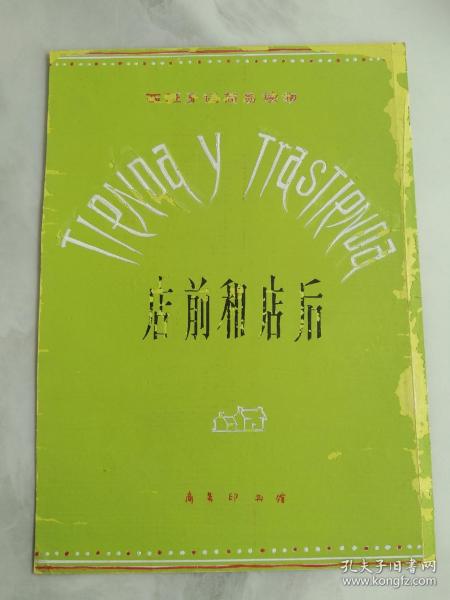 西班牙语简易读物
TIENDA Y TRASTIENDA
店前和店后
商务印书馆
孔夫子旧书网
www.kongfz.com